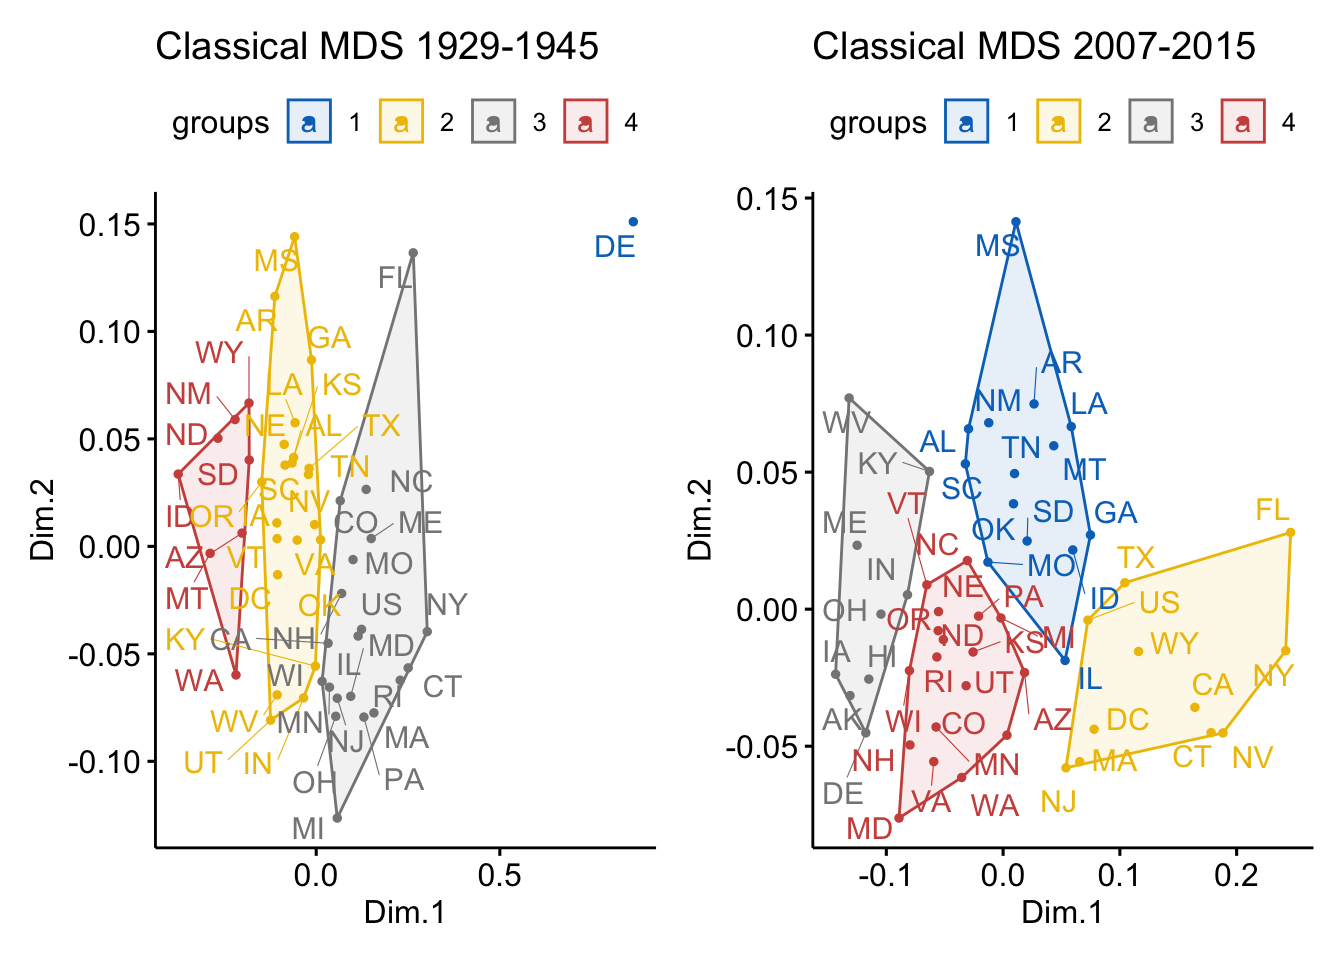 Classical MDS 1929-1945
groups a 1 a 2 a 3 a 4
Dim.2
0.15
0.10
0.05
0.00
-0.05
-0.10
DE
MS
FL
AR
GA
WY
LA
KS
NM
NE
AL
TX
ND
SD
TN
SC
NC
NV
ID
OR
A
CO
ME
AZ
VT
VA
MO
MT
DC
OK
US
NY
KY
CA
NH
MD
WI
IL
WA
RI
CT
WV
MN
NJ
MA
UT
IN
OH
PA
MI
0.0
0.5
Dim.1
Classical MDS 2007-2015
groups a 1 a 2 a 3 a 4
Dim.2
0.15
0.10
0.05
0.00
-0.05
MS
AR
NM
LA
WV
AL
TN
KY
MT
SC
VT
SD
GA
FL
ME
OK
NC
MO
TX
IN
NE
PA
ID
US
OH
OR
ND
KS
MI
WY
IA
HI
RI
UT
IL
CA
NY
AK
WI
CO
AZ
DC
NH
MN
MA
CT
NV
DE
VA
WA
NJ
MD
-0.1
0.0
0.1
0.2
Dim.1